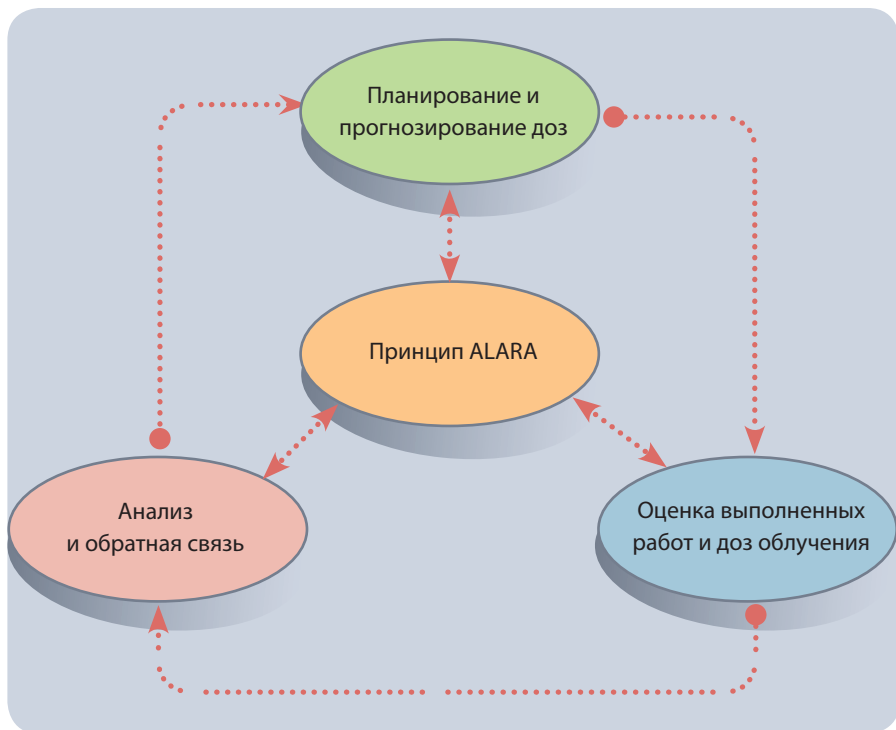 Планирование и
прогнозирование доз
Принцип ALARA
Анализ
и обратная связь
Оценка выполненных
работ и доз облучения